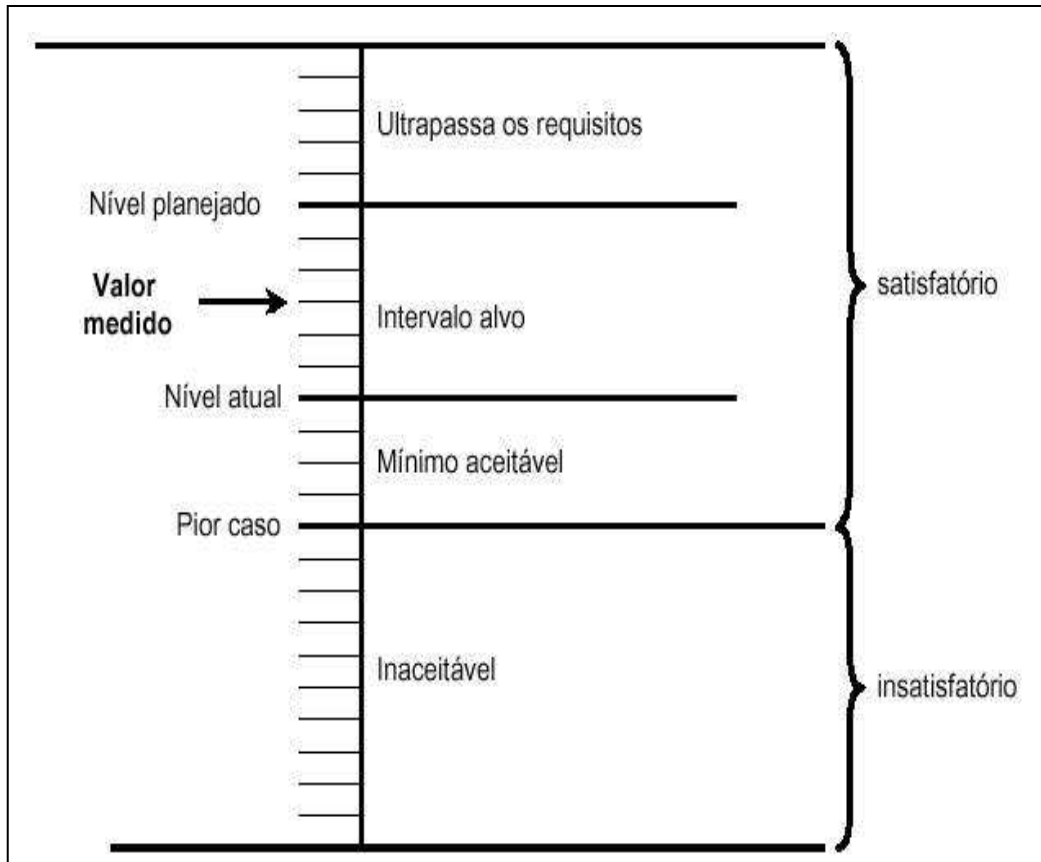 Ultrapassa os requisitos
Nível planejado
satisfatório
Valor
medido
Intervalo alvo
Nível atual
Mínimo aceitável
Pior caso
Inaceitável
insatisfatório